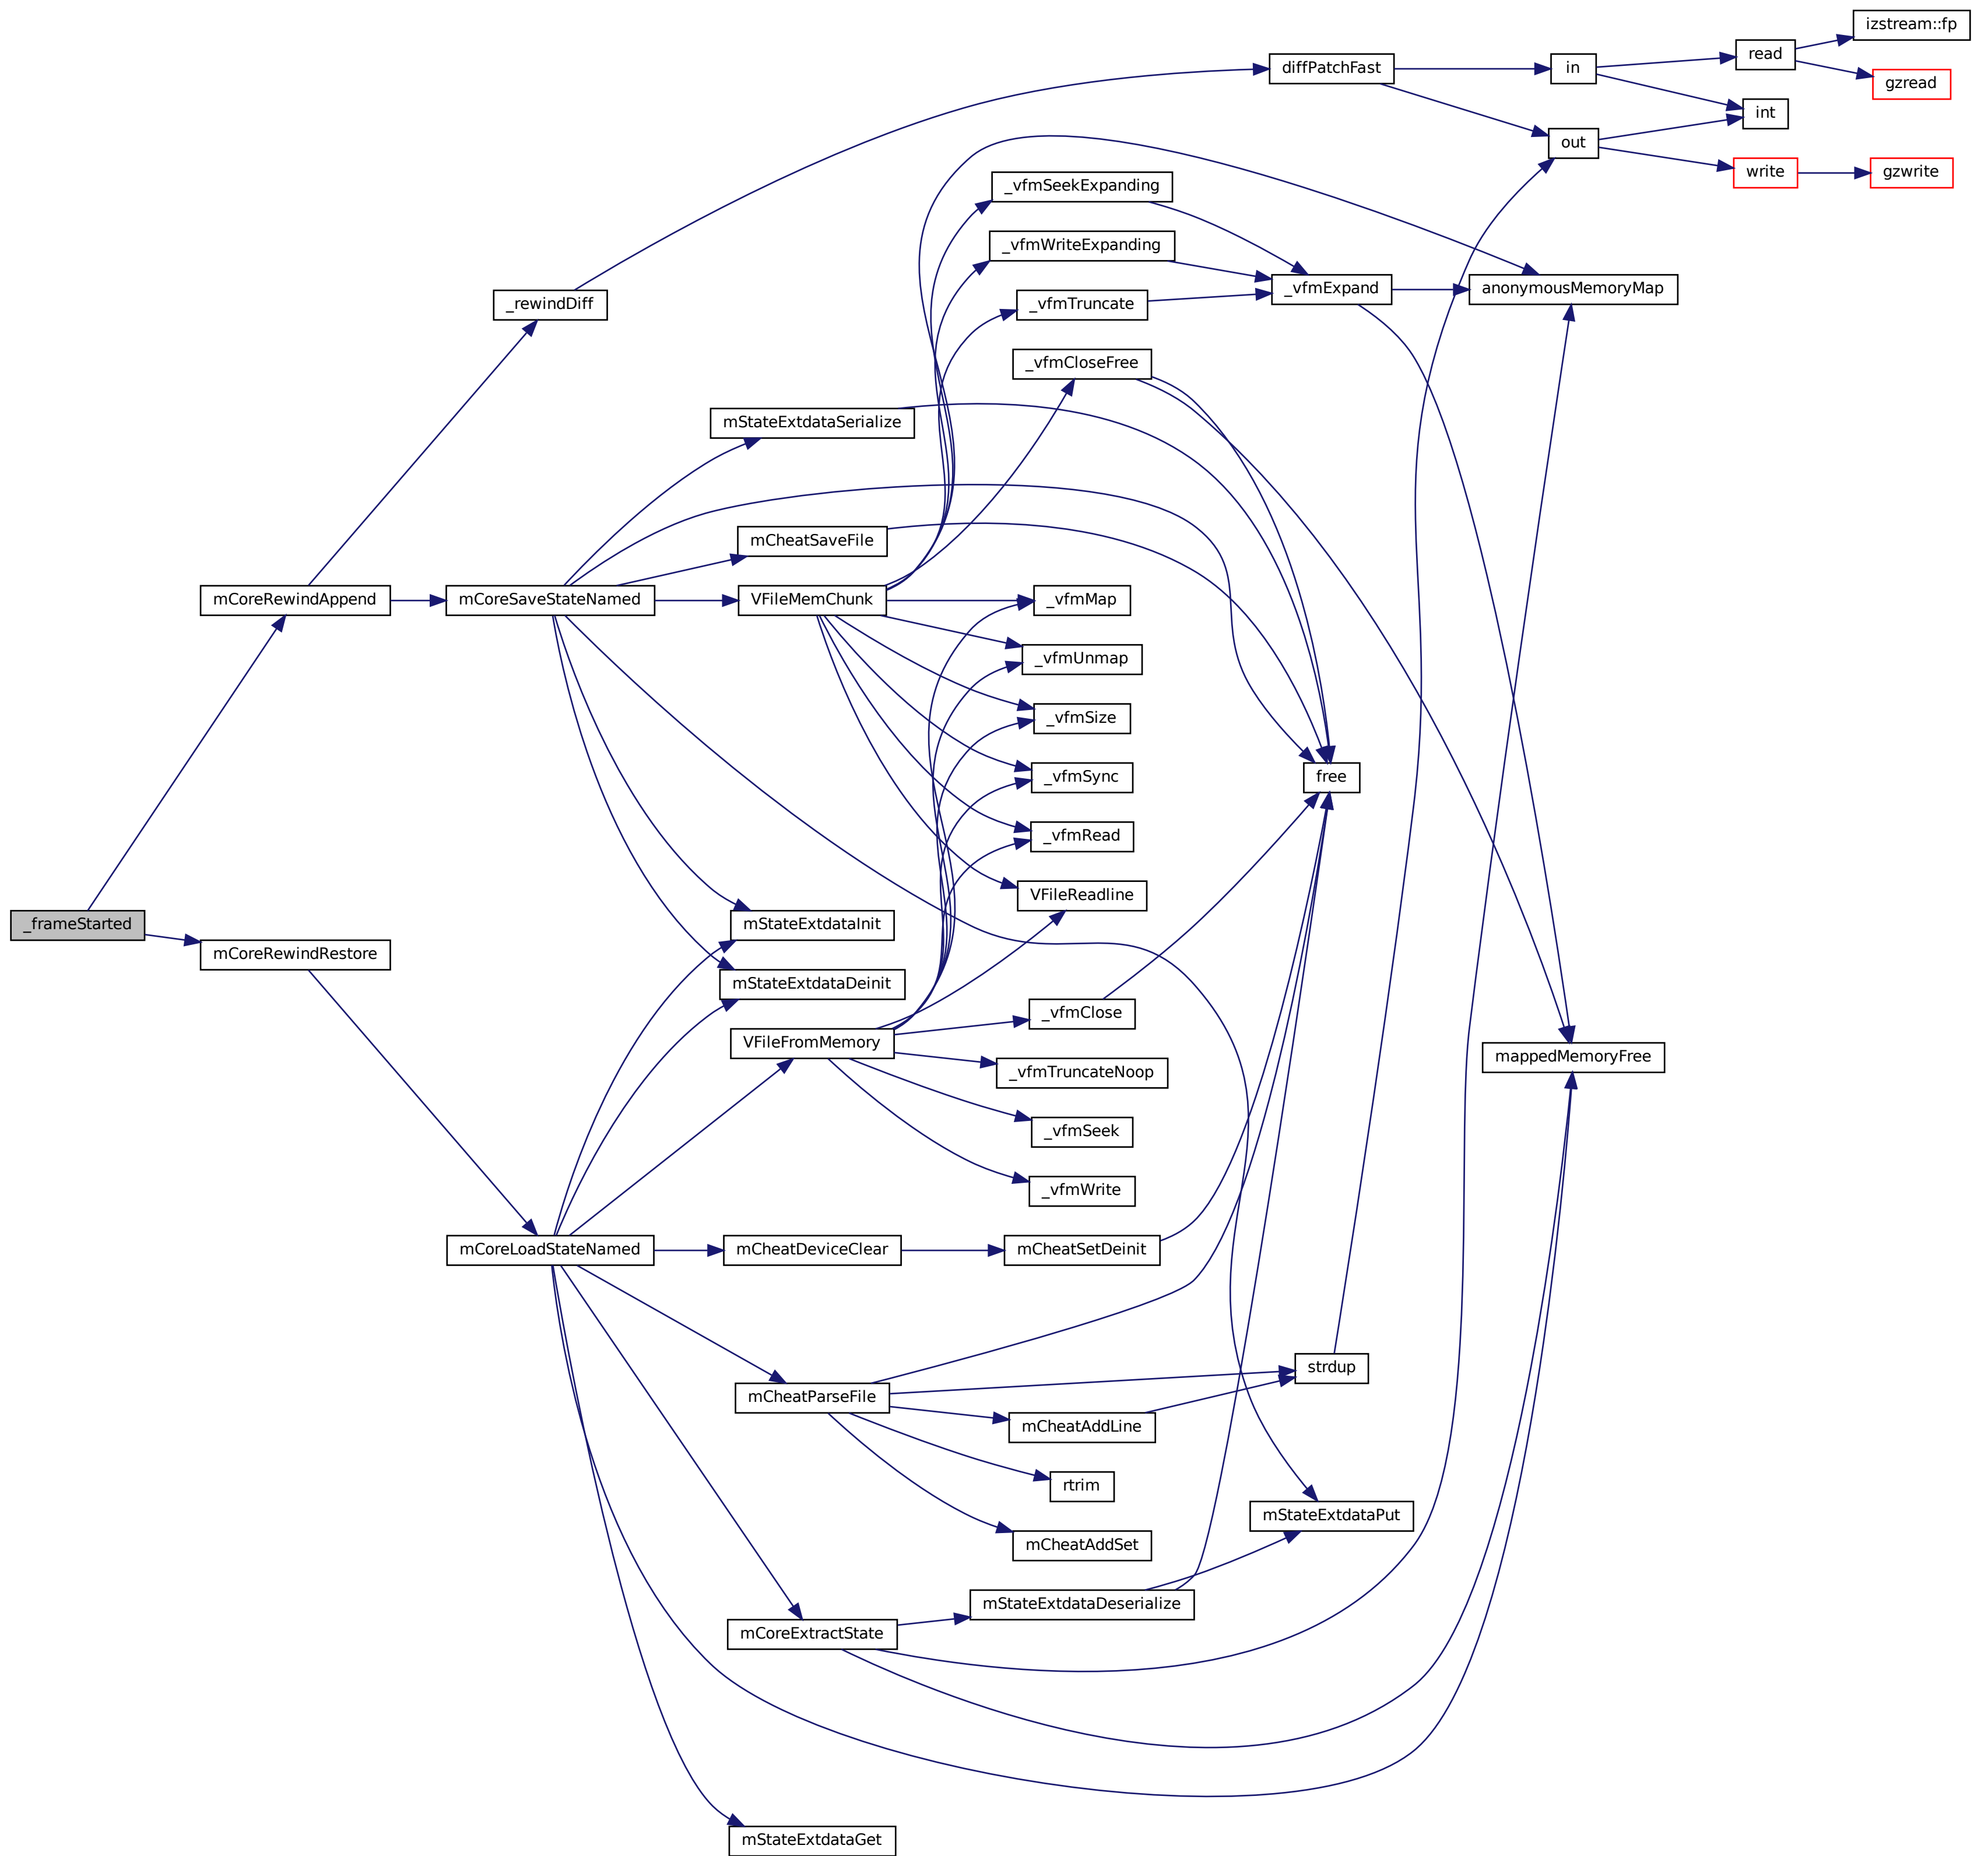 izstream::fp
read
diffPatchFast
in
gzread
int
out
write
gzwrite
_vfmSeekExpanding
_vfmWriteExpanding
_vfmExpand
anonymousMemoryMap
_rewindDiff
_vfmTruncate
_vfmCloseFree
mStateExtdataSerialize
mCheatSaveFile
mCoreRewindAppend
mCoreSaveStateNamed
VFileMemChunk
_vfmMap
_vfmUnmap
_vfmSize
_vfmSync
free
_vfmRead
VFileReadline
_frameStarted
mStateExtdataInit
mCoreRewindRestore
mStateExtdataDeinit
_vfmClose
VFileFromMemory
mappedMemoryFree
_vfmTruncateNoop
_vfmSeek
_vfmWrite
mCoreLoadStateNamed
mCheatDeviceClear
mCheatSetDeinit
strdup
mCheatParseFile
mCheatAddLine
rtrim
mStateExtdataPut
mCheatAddSet
mStateExtdataDeserialize
mCoreExtractState
mStateExtdataGet